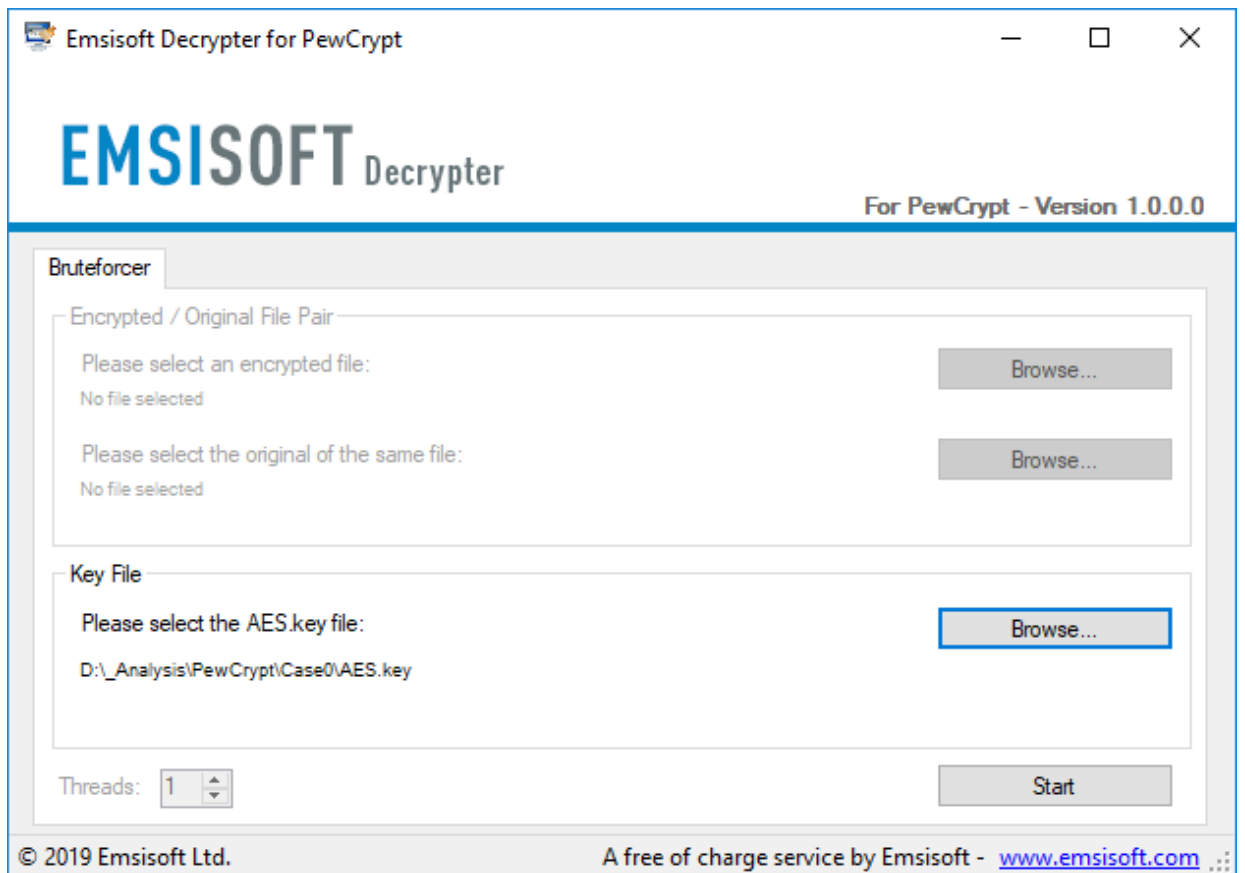 Emsisoft Decrypter for PewCrypt
EMSISOFT Decrypter
For PewCrypt - Version 1.0.0.0
Bruteforcer
Encrypted / Original File Pair
Please select an encrypted file:
Browse...
No file selected
Please select the original of the same file:
Browse...
No file selected
Key File
Please select the AES.key file:
Browse...
D:\_Analysis\PewCrypt\Case0\AES.key
Threads: 1
Start
© 2019 Emsisoft Ltd.
A free of charge service by Emsisoft - www.emsisoft.com